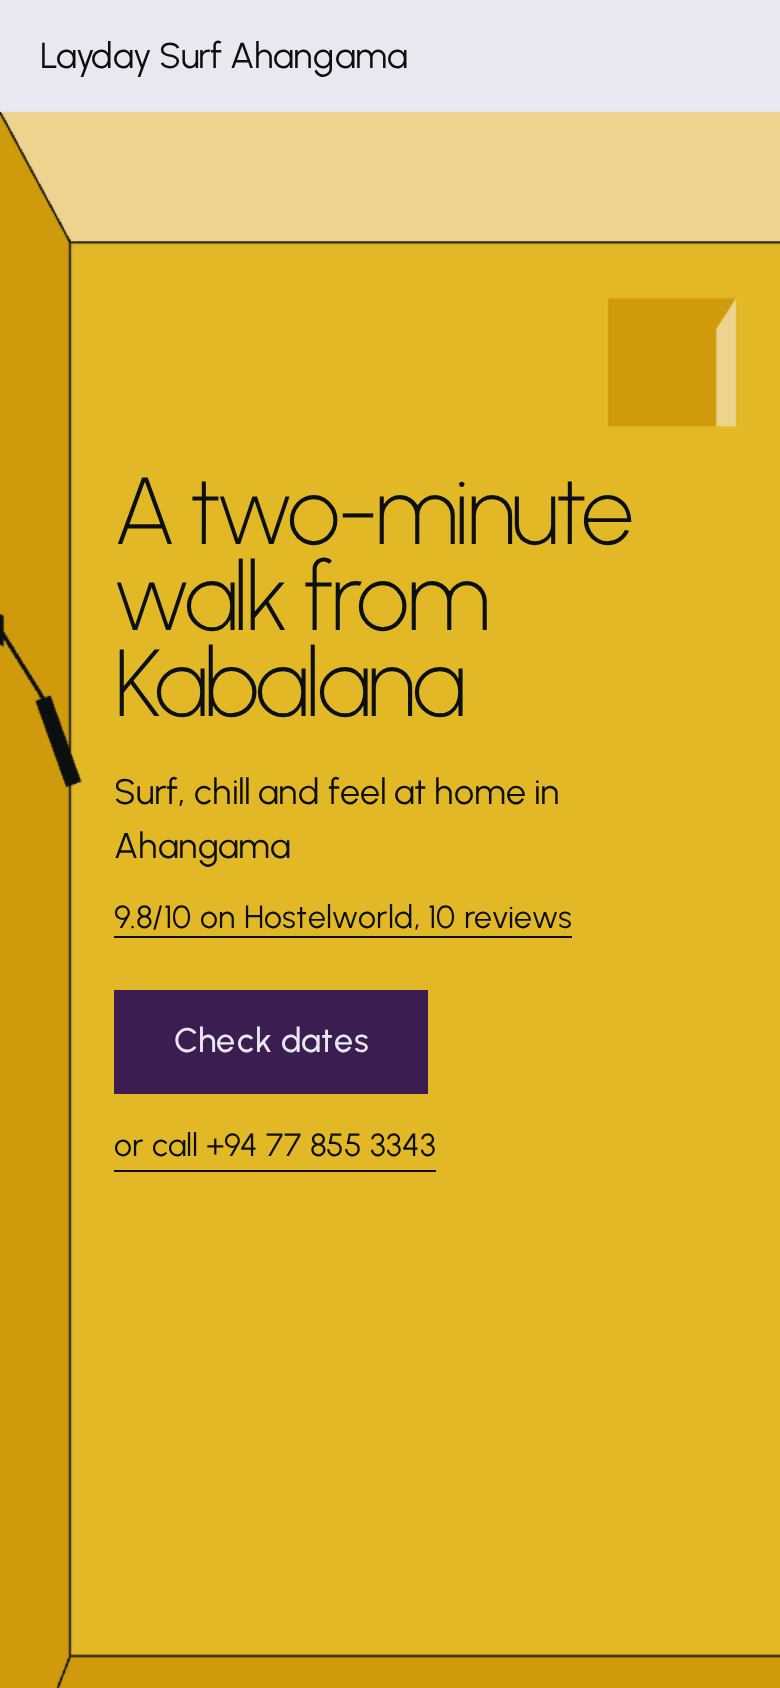 Layday Surf Ahangama
A two-minute
walk from
Kabalana
Surf, chill and feel at home in
Ahangama
9.8/10 on Hostelworld, 10 reviews
Check dates
or call +94 77 855 3343